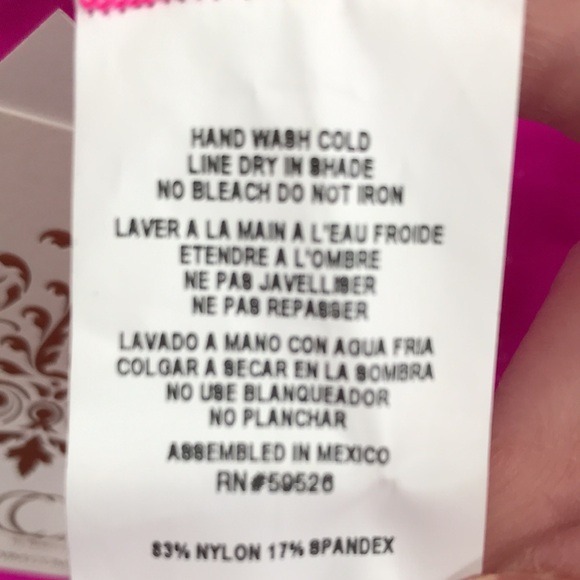 HAND WASH COLD
LINE DRY IN SHADE
NO BLEACH DO NOT IRON
LAVER A LA MAIN A L'EAU FROIDE
ETENDRE A L'OMBRE
NE PAS JAVELLISER
NE PAS REPASSER
LAVADO A MANO CON AGUA FRIA
COLGAR A SECAR EN LA SOMBRA
NO USE BLANQUEADOR
NO PLANCHAR
ASSEMBLED IN MEXICO
RN#59526
83% NYLON 17% SPANDEX